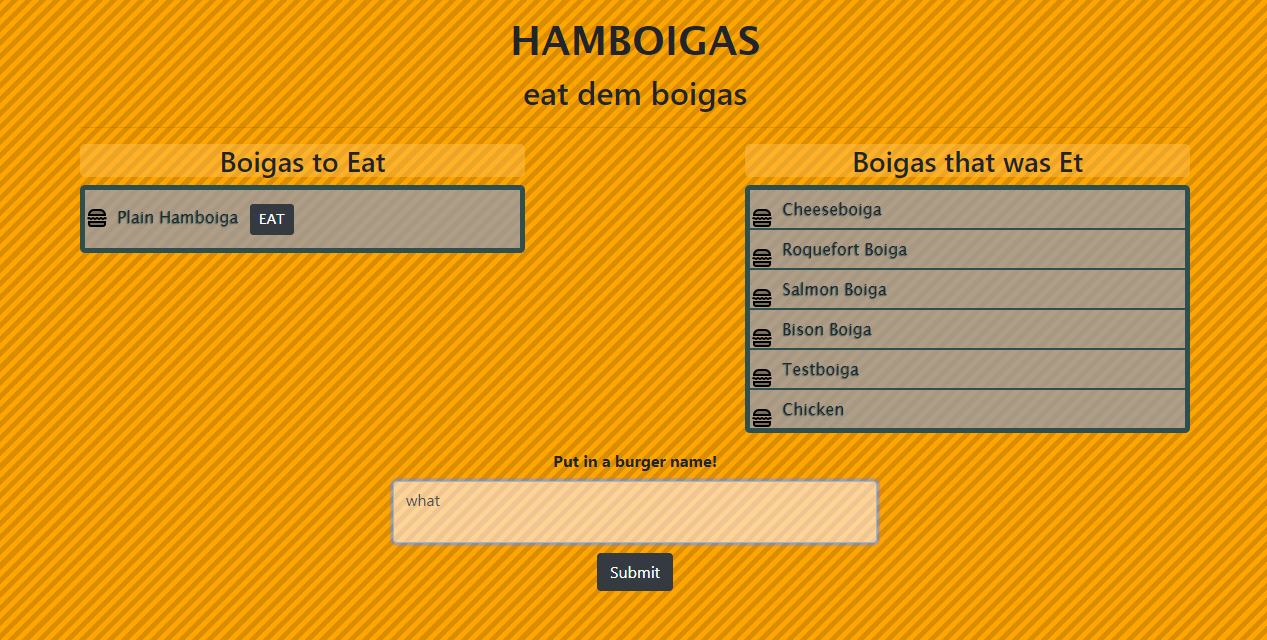 HAMBOIGAS
eat dem boigas
Boigas to Eat
Plain Hamboiga EAT
Boigas that was Et
Cheeseboiga
Roquefort Boiga
Salmon Boiga
Bison Boiga
Testboiga
Chicken
Put in a burger name!
what
Submit